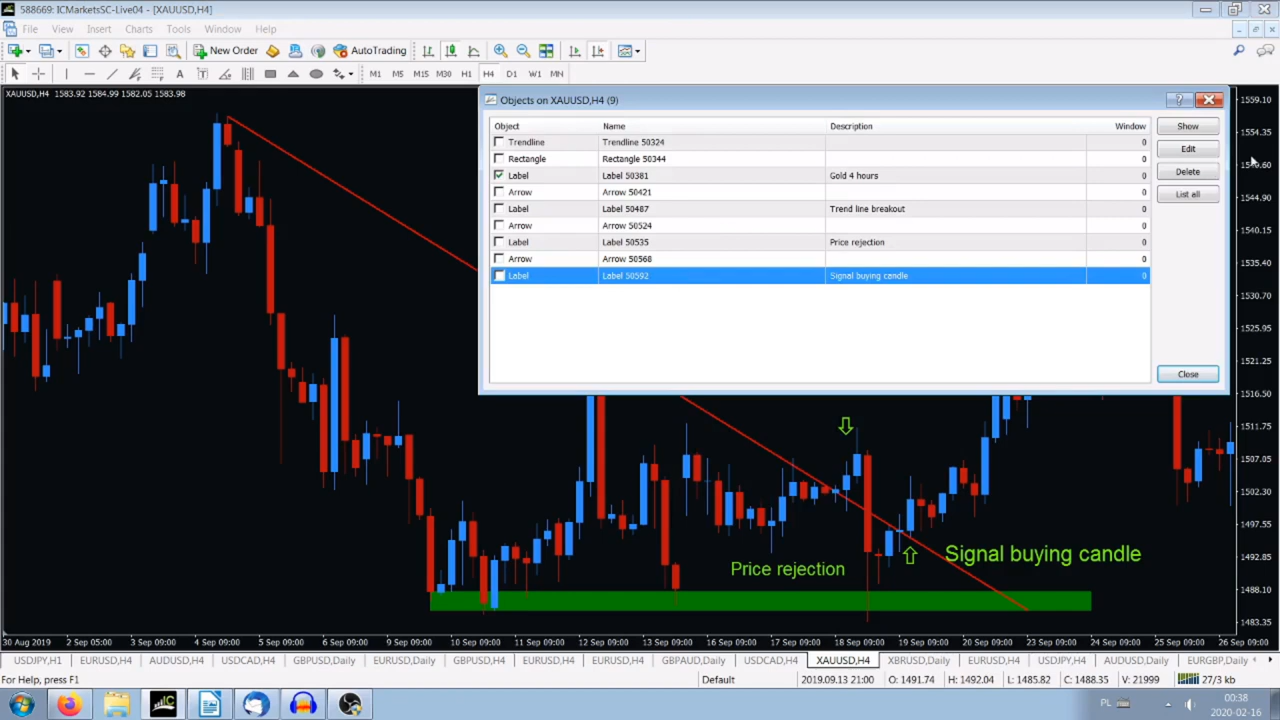 588669: ICMarketsSC-Live04 - [XAUUSD,H4]
File View Insert Charts Tools Window Help
New Order AutoTrading
A T M1 M5 M15 M30 H1 H4 D1 W1 MN
XAUUSD,H4 1583.92 1584.99 1582.05 1583.98
Objects on XAUUSD,H4 (9)
Object Name Description Window
Trendline Trendline 50324 0
Rectangle Rectangle 50344 0
Label Label 50381 Gold 4 hours 0
Arrow Arrow 50421 0
Label Label 50487 Trend line breakout 0
Arrow Arrow 50524 0
Label Label 50535 Price rejection 0
Arrow Arrow 50568 0
Label Label 50592 Signal buying candle 0
Show
Edit
Delete
List all
Close
1559.10
1554.35
1549.60
1544.90
1540.15
1535.40
1530.70
1525.95
1521.25
1516.50
1511.75
1507.05
1502.30
1497.55
1492.85
1488.10
1483.35
Signal buying candle
Price rejection
30 Aug 2019 2 Sep 05:00 3 Sep 09:00 4 Sep 09:00 5 Sep 09:00 6 Sep 09:00 9 Sep 09:00 10 Sep 09:00 11 Sep 09:00 12 Sep 09:00 13 Sep 09:00 16 Sep 09:00 17 Sep 09:00 18 Sep 09:00 19 Sep 09:00 20 Sep 09:00 23 Sep 09:00 24 Sep 09:00 25 Sep 09:00 26 Sep 09:00
USDJPY,H1 EURUSD,H4 AUDUSD,H4 USDCAD,H4 GBPUSD,Daily EURUSD,Daily GBPUSD,H4 EURUSD,H4 EURUSD,H4 GBPAUD,Daily USDCAD,H4 XAUUSD,H4 XBRUSD,Daily EURUSD,H4 USDJPY,H4 AUDUSD,Daily EURGBP,Daily
For Help, press F1 Default 2019.09.13 21:00 O: 1491.74 H: 1492.04 L: 1485.82 C: 1488.35 V: 21999 27/3 kb
IC PL 00:38
2020-02-16